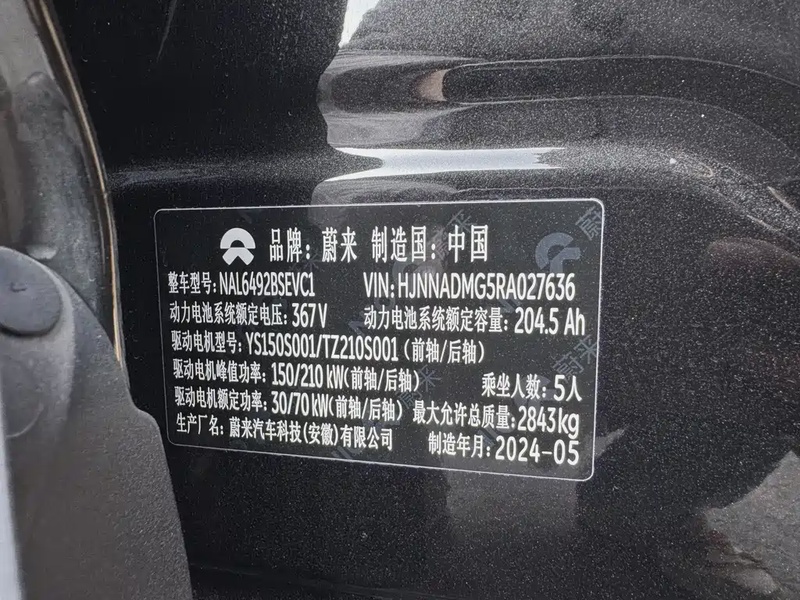 品牌: 蔚来 制造国: 中国
整车型号: NAL6492BSEVC1 VIN: HJNNADMG5RA027636
动力电池系统额定电压: 367V 动力电池系统额定容量: 204.5 Ah
驱动电机型号: YS150S001/TZ210S001 (前轴/后轴)
驱动电机峰值功率: 150/210 kW(前轴/后轴) 乘坐人数: 5人
驱动电机额定功率: 30/70 kW(前轴/后轴) 最大允许总质量: 2843kg
生产厂名: 蔚来汽车科技(安徽)有限公司 制造年月: 2024-05